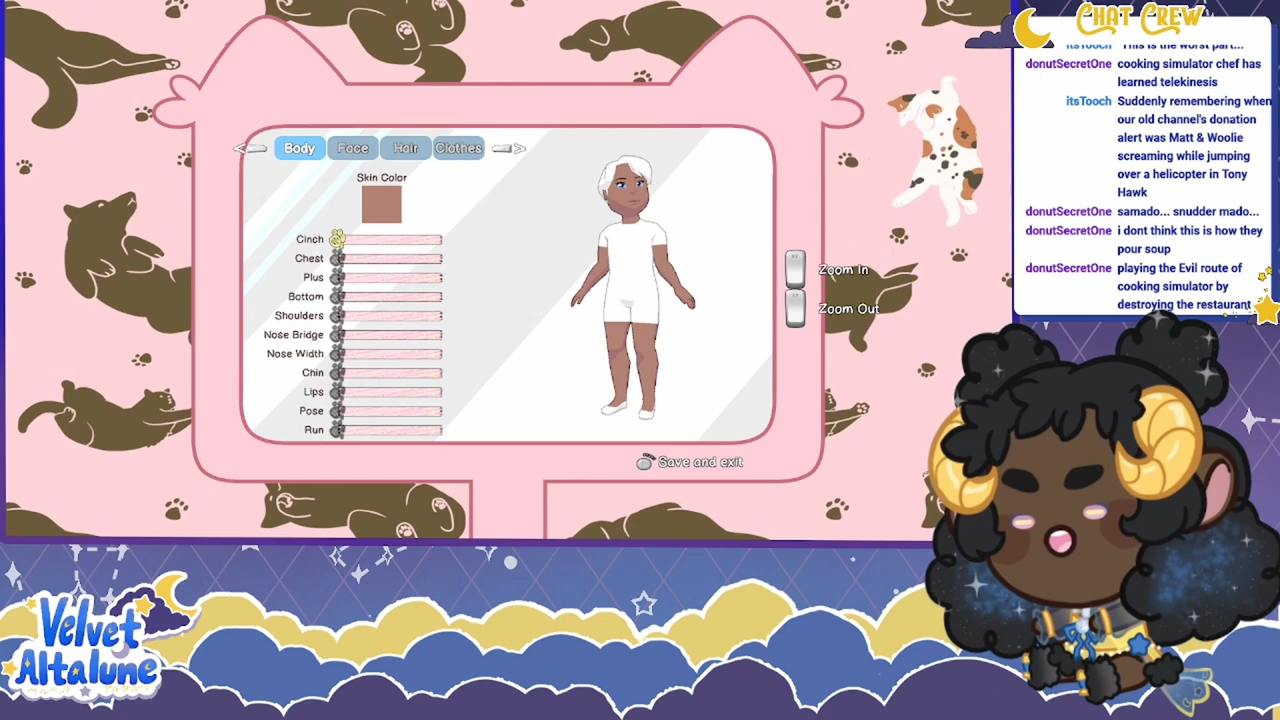 Body Face Hair Clothes
Skin Color
Cinch
Chest
Plus
Bottom
Shoulders
Nose Bridge
Nose Width
Chin
Lips
Pose
Run
Zoom In
Zoom Out
Save and exit
CHAT CREW
itsTooch "This is the worst part...
donutSecretOne cooking simulator chef has
learned telekinesis
itsTooch Suddenly remembering when
our old channel's donation
alert was Matt & Woolie
screaming while jumping
over a helicopter in Tony
Hawk
donutSecretOne samado... snudder mado...
donutSecretOne i dont think this is how they
pour soup
donutSecretOne playing the Evil route of
cooking simulator by
destroying the restaurant
Velvet
Altalune